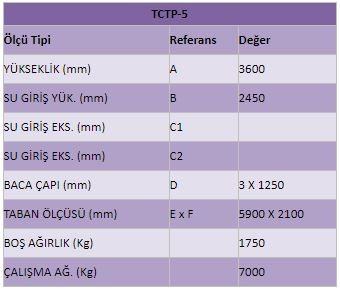 TCTP-5
Ölçü Tipi Referans Değer
YÜKSEKLİK (mm) A 3600
SU GİRİŞ YÜK. (mm) B 2450
SU GİRİŞ EKS. (mm) C1
SU GİRİŞ EKS. (mm) C2
BACA ÇAPI (mm) D 3 X 1250
TABAN ÖLÇÜSÜ (mm) E x F 5900 X 2100
BOŞ AĞIRLIK (Kg) 1750
ÇALIŞMA AĞ. (Kg) 7000